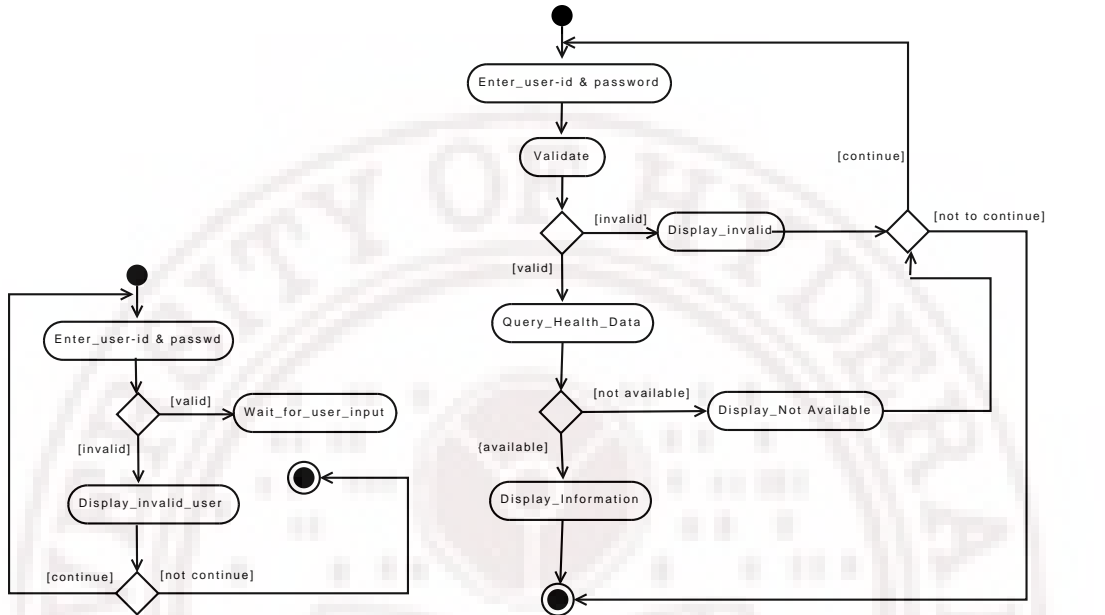 Enter_user-id & password
Validate
[continue]
[invalid]
Display_invalid
[not to continue]
[valid]
Query_Health_Data
[not available]
Display_Not Available
{available]
Display_Information
Enter_user-id & passwd
[valid]
Wait_for_user_input
[invalid]
Display_invalid_user
[continue]
[not continue]